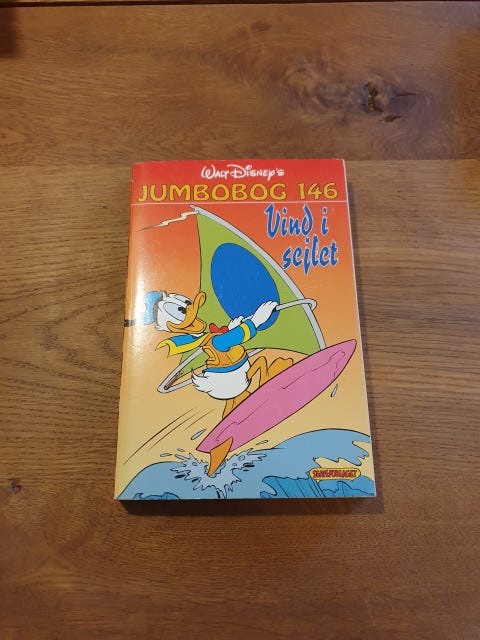 Walt Disney's
JUMBOBOG 146
Vind i
sejlet